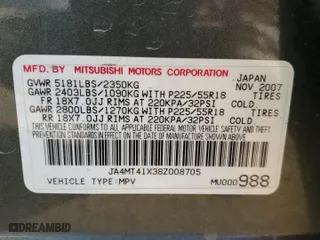 MFD. BY MITSUBISHI MOTORS CORPORATION JAPAN
GVWR 5181LBS/2350KG NOV 2007
GAWR 2403LBS/1090KG WITH P225/55R18 TIRES
FR 18X7.0JJ RIMS AT 220KPA/32PSI COLD
GAWR 2800LBS/1270KG WITH P225/55R18 TIRES
RR 18X7.0JJ RIMS AT 220KPA/32PSI COLD
THIS VEHICLE CONFORMS TO ALL APPLICABLE FEDERAL MOTOR VEHICLE SAFETY AND THEFT PREVENTION STANDARDS IN EFFECT ON THE DATE OF MANUFACTURE SHOWN ABOVE.
JA4MT41X38Z008705
VEHICLE TYPE: MPV MU000988